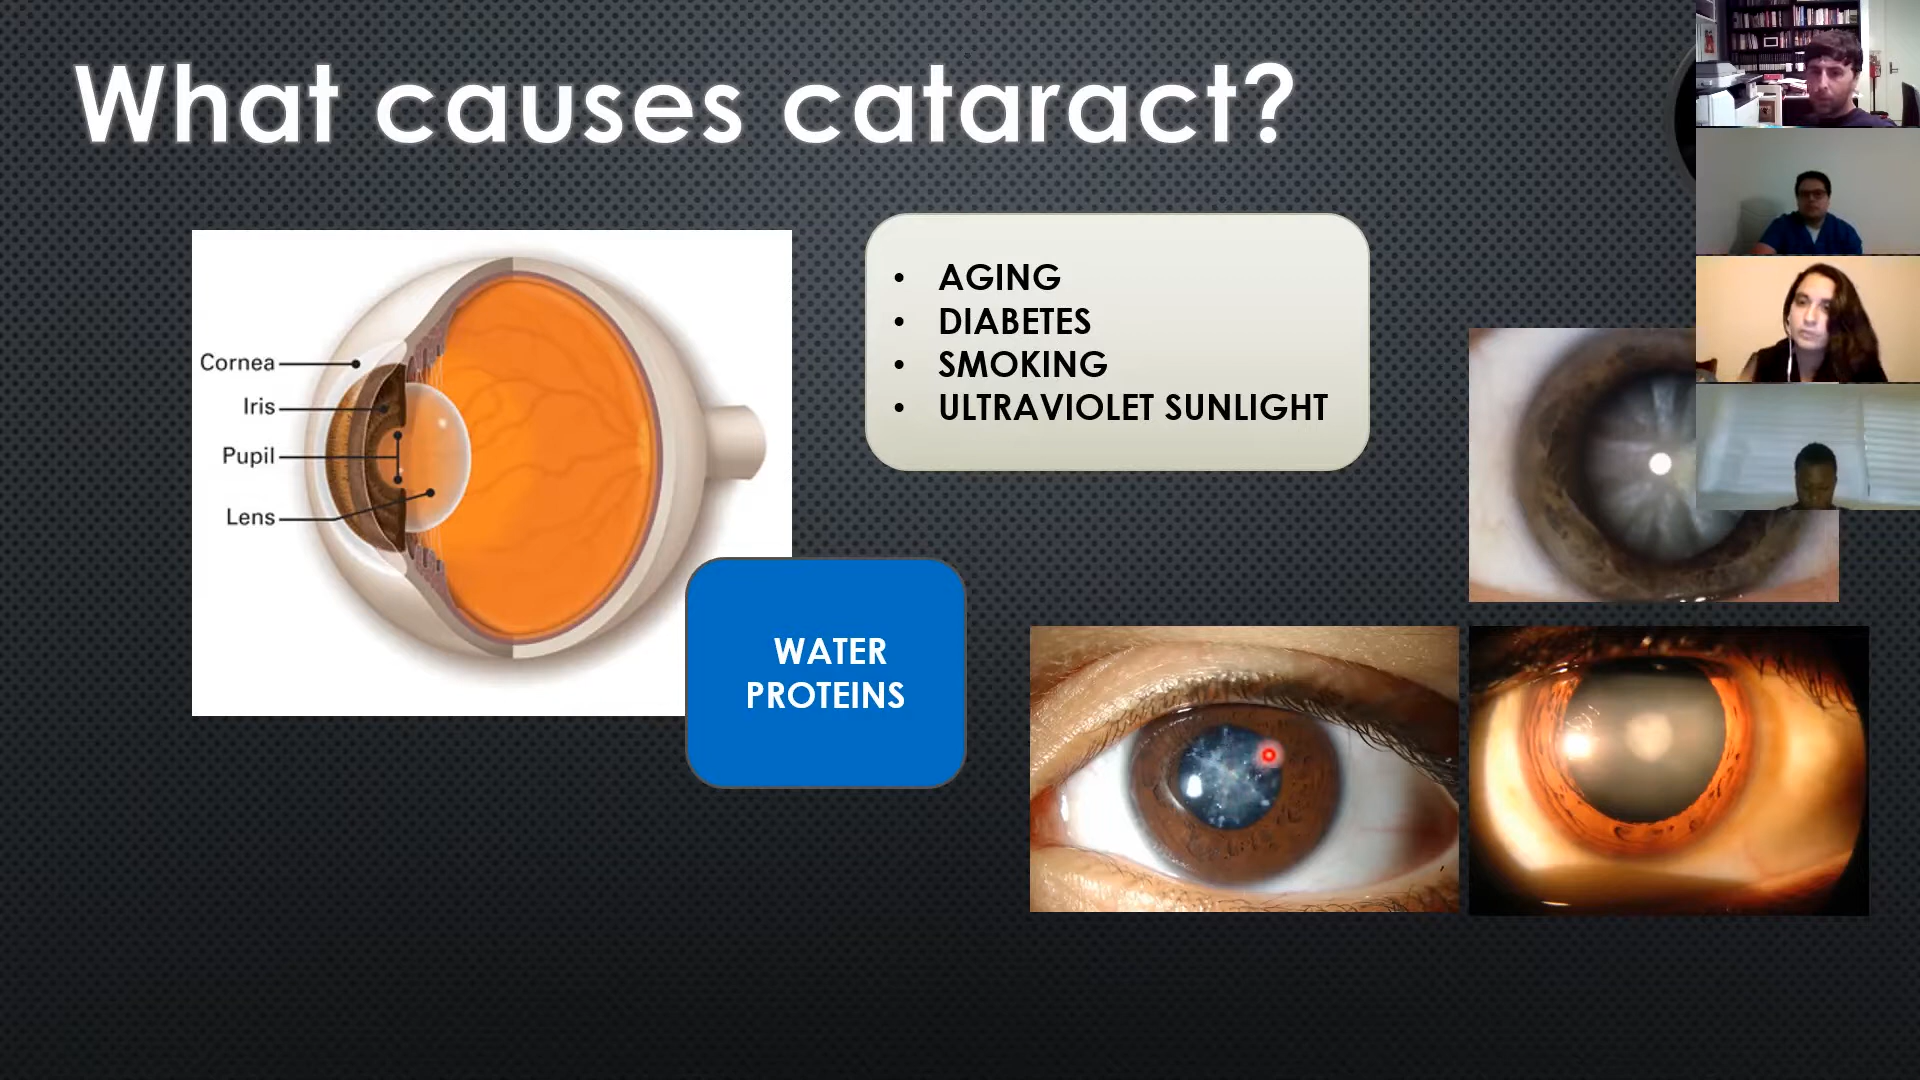 What causes cataract?
Cornea
Iris
Pupil
Lens
• AGING
• DIABETES
• SMOKING
• ULTRAVIOLET SUNLIGHT
WATER
PROTEINS